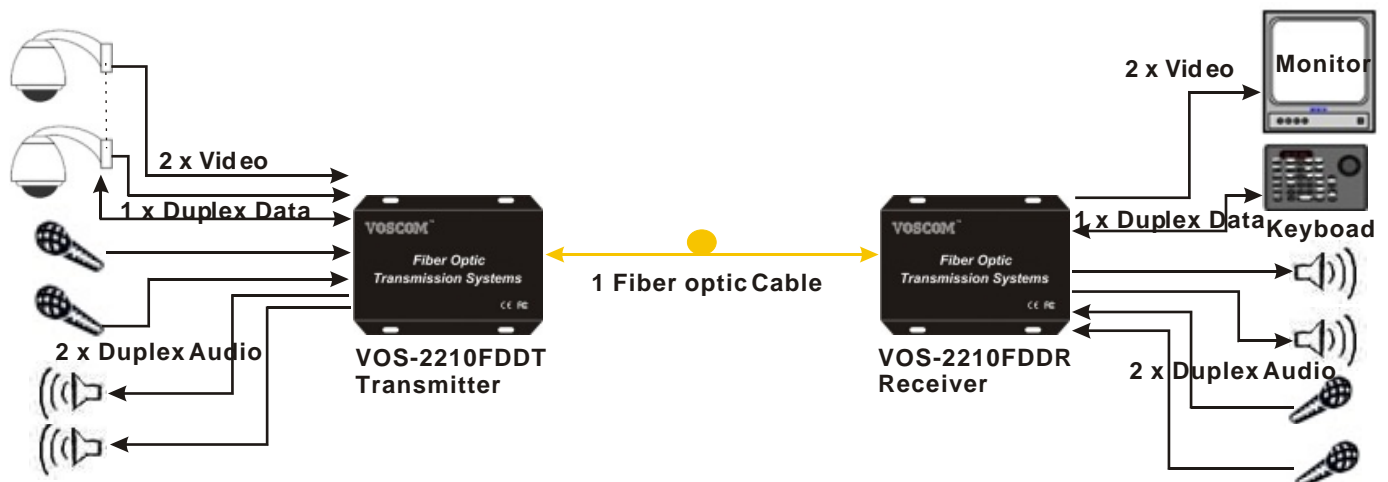 2 x Video
1 x Duplex Data
2 x Duplex Audio
VOSCOM™
Fiber Optic
Transmission Systems
CE FC
VOS-2210FDDT
Transmitter
1 Fiber optic Cable
VOSCOM™
Fiber Optic
Transmission Systems
CE FC
VOS-2210FDDR
Receiver
2 x Video
Monitor
1 x Duplex Data
Keyboad
2 x Duplex Audio